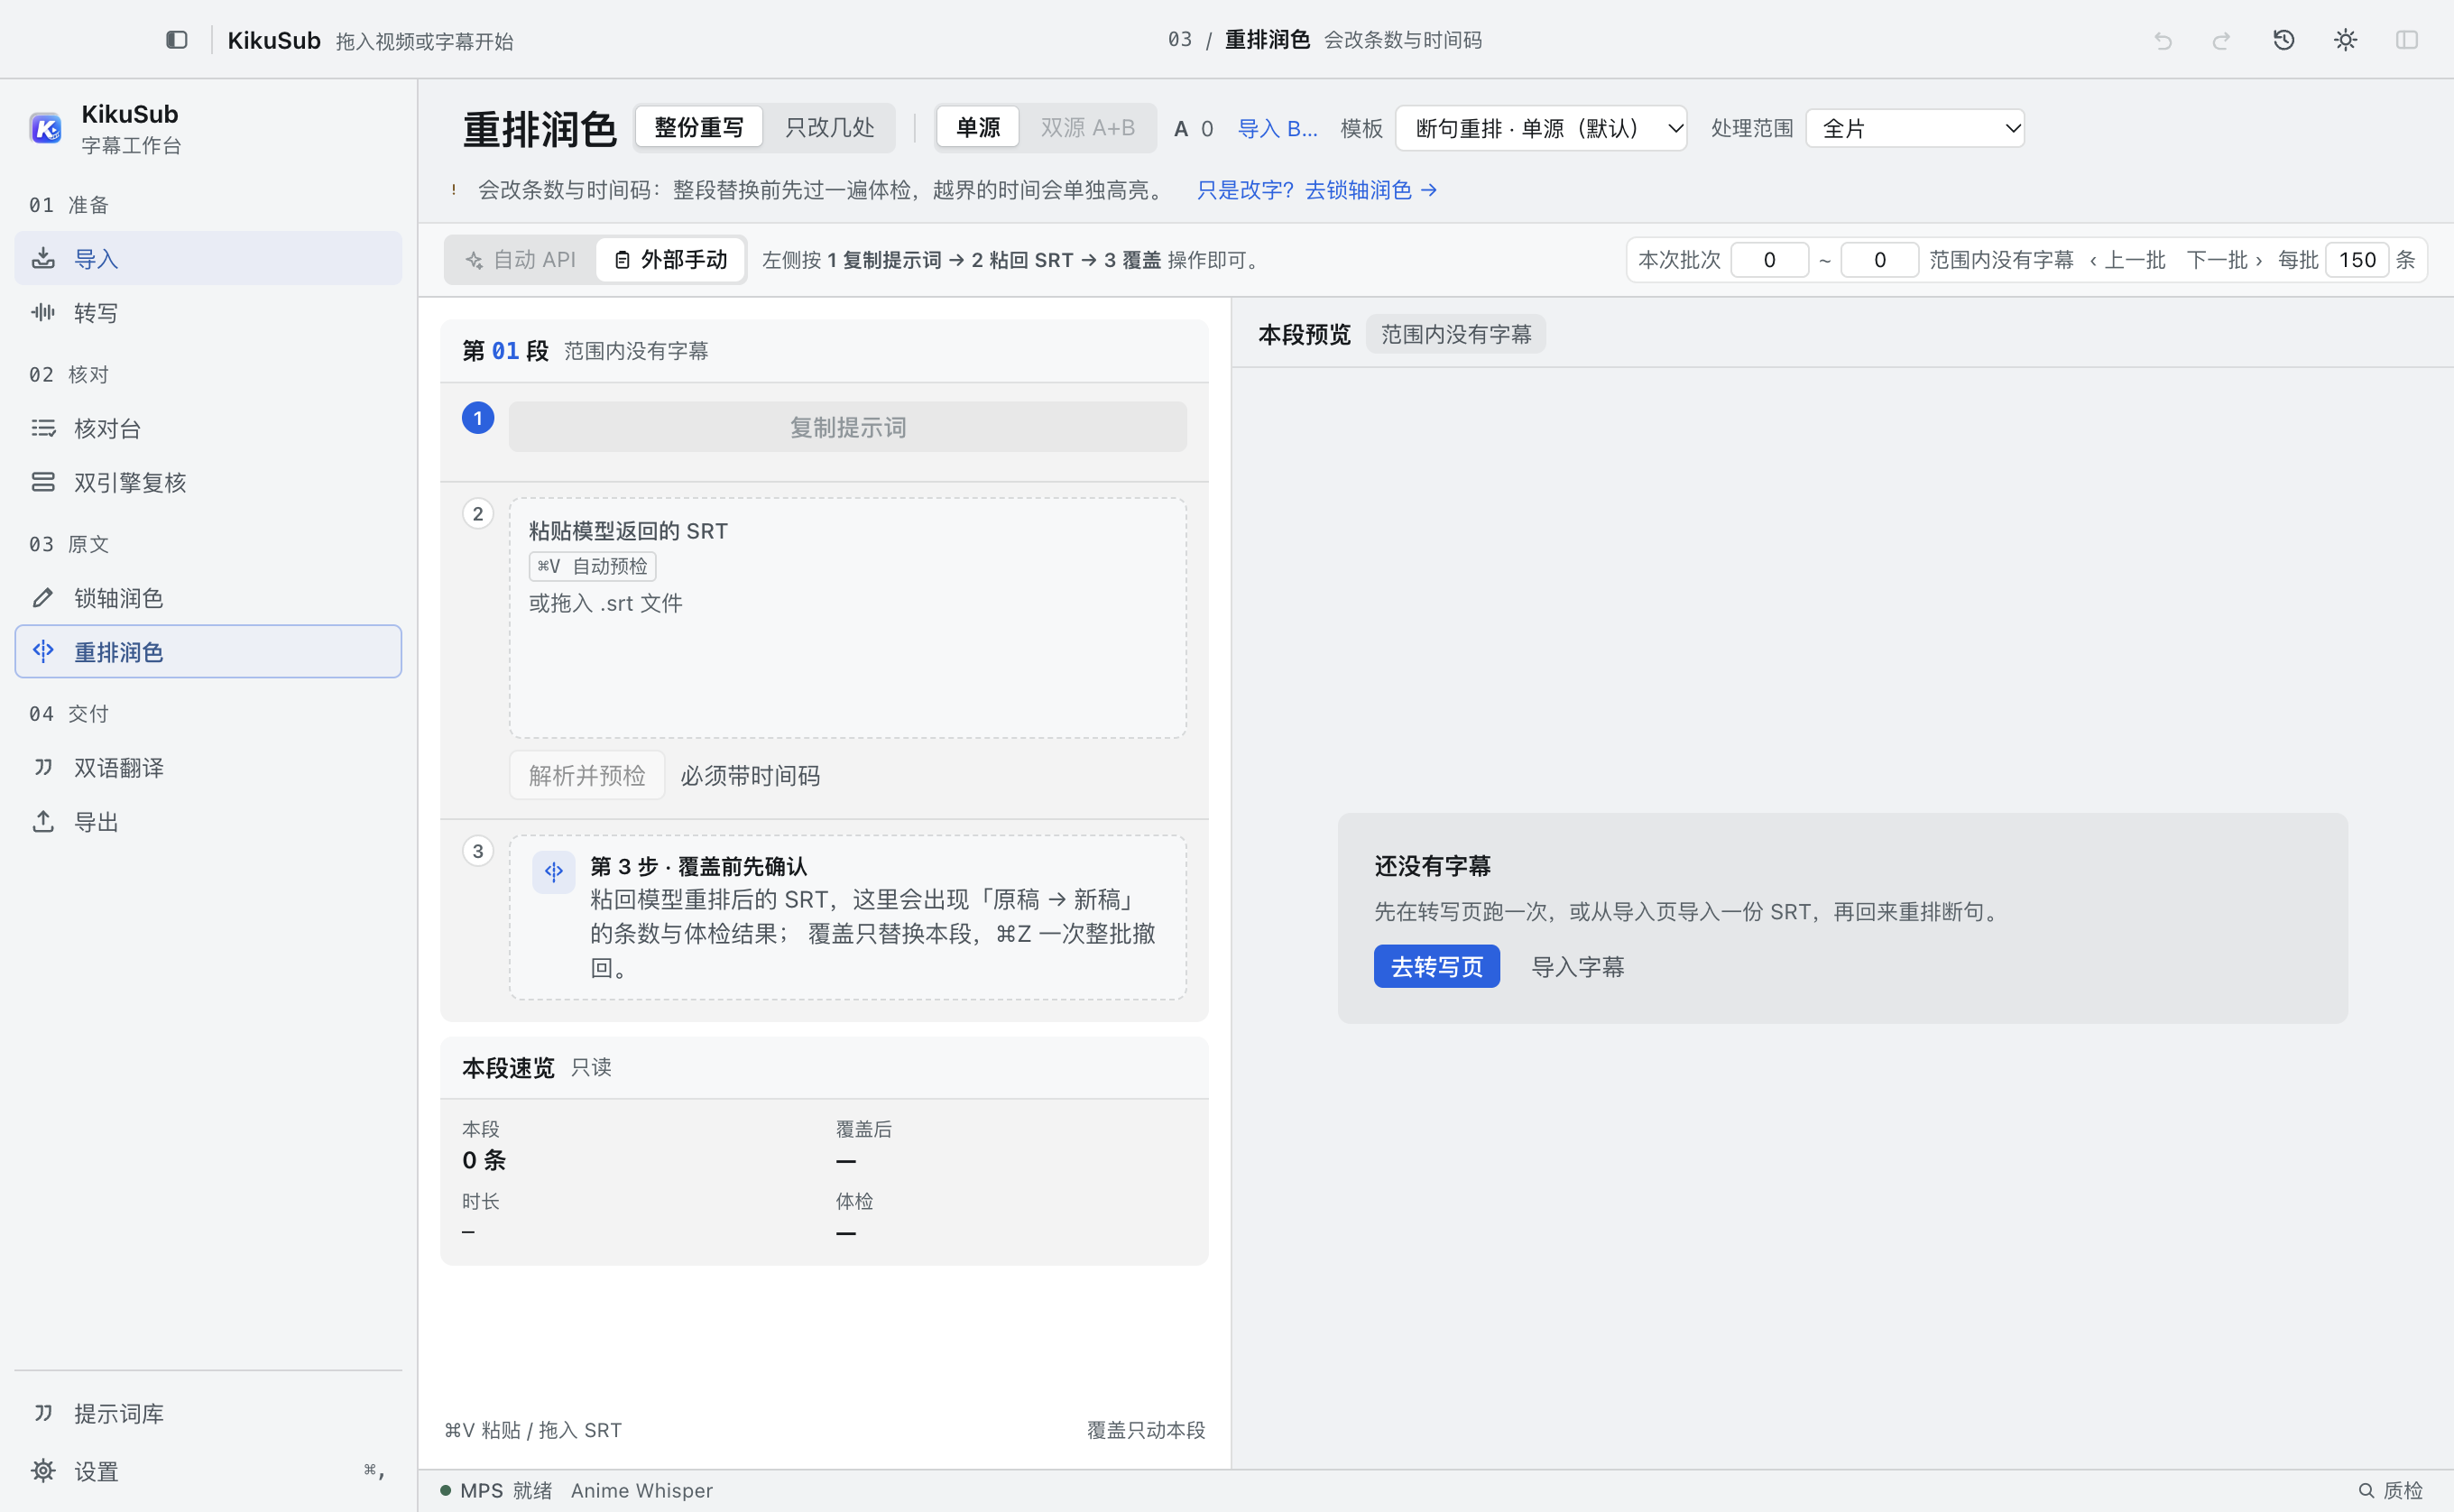 KikuSub 拖入视频或字幕开始
03 / 重排润色 会改条数与时间码
KikuSub
字幕工作台
01 准备
导入
转写
02 核对
核对台
双引擎复核
03 原文
锁轴润色
重排润色
04 交付
双语翻译
导出
提示词库
设置 ⌘,
重排润色 整份重写 只改几处 单源 双源 A+B A 0 导入 B... 模板 断句重排 · 单源（默认） 处理范围 全片
! 会改条数与时间码：整段替换前先过一遍体检，越界的时间会单独高亮。 只是改字？去锁轴润色 →
自动 API 外部手动 左侧按 1 复制提示词 → 2 粘回 SRT → 3 覆盖 操作即可。
本次批次 0 ~ 0 范围内没有字幕 ‹ 上一批 下一批 › 每批 150 条
第 01 段 范围内没有字幕
1 复制提示词
2 粘贴模型返回的 SRT
⌘V 自动预检
或拖入 .srt 文件
解析并预检 必须带时间码
3 第 3 步 · 覆盖前先确认
粘回模型重排后的 SRT，这里会出现「原稿 → 新稿」
的条数与体检结果； 覆盖只替换本段，⌘Z 一次整批撤
回。
本段速览 只读
本段 覆盖后
0 条 —
时长 体检
– —
⌘V 粘贴 / 拖入 SRT 覆盖只动本段
本段预览 范围内没有字幕
还没有字幕
先在转写页跑一次，或从导入页导入一份 SRT，再回来重排断句。
去转写页 导入字幕
MPS 就绪 Anime Whisper 质检